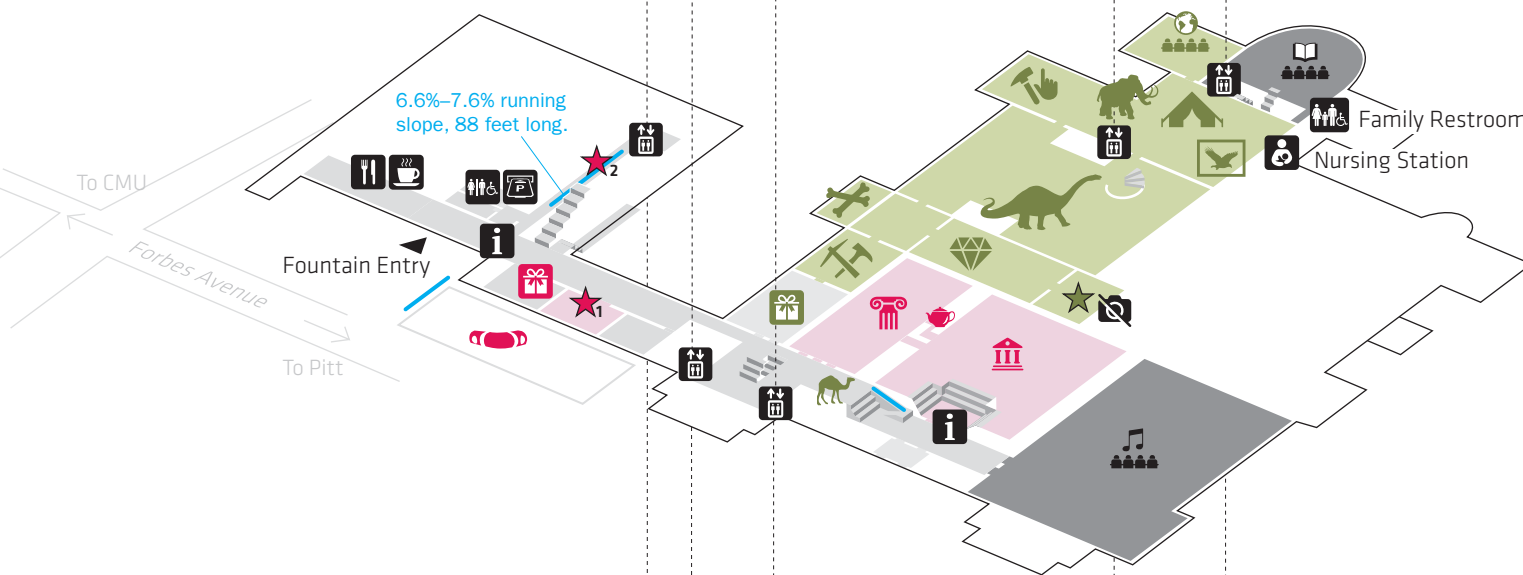 6.6%–7.6% running
slope, 88 feet long.
To CMU
Forbes Avenue
To Pitt
Fountain Entry
P
2
i
1
i
Family Restroom
Nursing Station